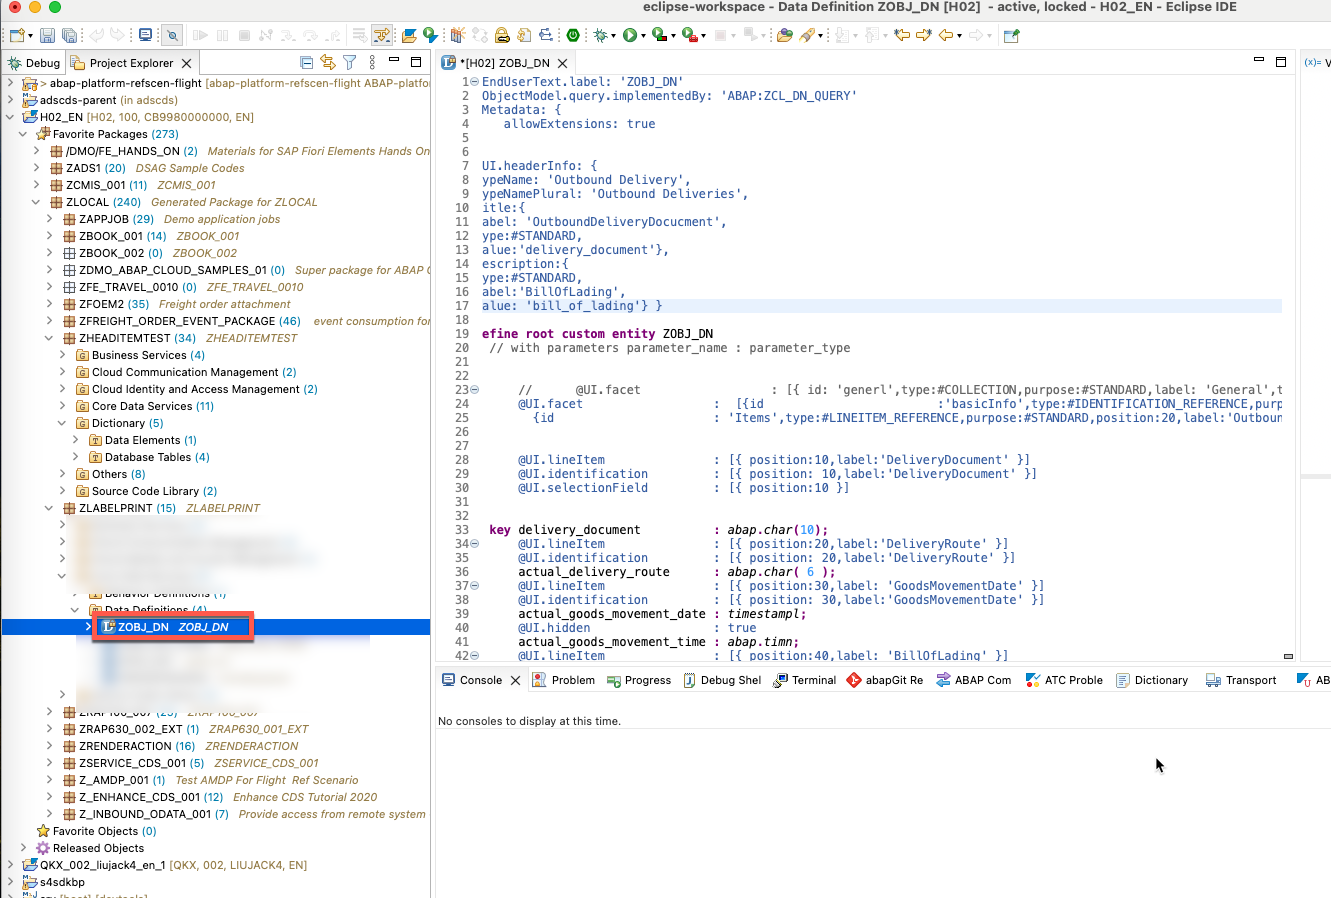 eclipse-workspace - Data Definition ZOBJ_DN [H02]  - active, locked - H02_EN - Eclipse IDE
Debug
Project Explorer
> abap-platform-refscen-flight [abap-platform-refscen-flight ABAP-platfo
adscds-parent (in adscds)
H02_EN [H02, 100, CB9980000000, EN]
Favorite Packages (273)
/DMO/FE_HANDS_ON (2) Materials for SAP Fiori Elements Hands On
ZADS1 (20) DSAG Sample Codes
ZCMIS_001 (11) ZCMIS_001
ZLOCAL (240) Generated Package for ZLOCAL
ZAPPJOB (29) Demo application jobs
ZBOOK_001 (14) ZBOOK_001
ZBOOK_002 (0) ZBOOK_002
ZDMO_ABAP_CLOUD_SAMPLES_01 (0) Super package for ABAP C
ZFE_TRAVEL_0010 (0) ZFE_TRAVEL_0010
ZFOEM2 (35) Freight order attachment
ZFREIGHT_ORDER_EVENT_PACKAGE (46) event consumption for
ZHEADITEMTEST (34) ZHEADITEMTEST
Business Services (4)
Cloud Communication Management (2)
Cloud Identity and Access Management (2)
Core Data Services (11)
Dictionary (5)
Data Elements (1)
Database Tables (4)
Others (8)
Source Code Library (2)
ZLABELPRINT (15) ZLABELPRINT
Behavior Definitions (1)
Data Definitions (4)
ZOBJ_DN ZOBJ_DN
ZRAP100_007 (25) ZRAP100_007
ZRAP630_002_EXT (1) ZRAP630_001_EXT
ZRENDERACTION (16) ZRENDERACTION
ZSERVICE_CDS_001 (5) ZSERVICE_CDS_001
Z_AMDP_001 (1) Test AMDP For Flight Ref Scenario
Z_ENHANCE_CDS_001 (12) Enhance CDS Tutorial 2020
Z_INBOUND_ODATA_001 (7) Provide access from remote system
Favorite Objects (0)
Released Objects
QKX_002_liujack4_en_1 [QKX, 002, LIUJACK4, EN]
s4sdkbp
*[H02] ZOBJ_DN
(x)= V
1 EndUserText.label: 'ZOBJ_DN'
2 ObjectModel.query.implementedBy: 'ABAP:ZCL_DN_QUERY'
3 Metadata: {
4 allowExtensions: true
5
6
7 UI.headerInfo: {
8 ypeName: 'Outbound Delivery',
9 ypeNamePlural: 'Outbound Deliveries',
10 itle:{
11 abel: 'OutboundDeliveryDocucment',
12 ype:#STANDARD,
13 alue:'delivery_document'},
14 escription:{
15 ype:#STANDARD,
16 abel:'BillOfLading',
17 alue: 'bill_of_lading'} }
18
19 efine root custom entity ZOBJ_DN
20 // with parameters parameter_name : parameter_type
21
22
23 // @UI.facet : [{ id: 'generl',type:#COLLECTION,purpose:#STANDARD,label: 'General',t
24 @UI.facet : [{id :'basicInfo',type:#IDENTIFICATION_REFERENCE,purp
25 {id : 'Items',type:#LINEITEM_REFERENCE,purpose:#STANDARD,position:20,label:'Outboun
26
27
28 @UI.lineItem : [{ position:10,label:'DeliveryDocument' }]
29 @UI.identification : [{ position: 10,label:'DeliveryDocument' }]
30 @UI.selectionField : [{ position:10 }]
31
32
33 key delivery_document : abap.char(10);
34 @UI.lineItem : [{ position:20,label:'DeliveryRoute' }]
35 @UI.identification : [{ position: 20,label:'DeliveryRoute' }]
36 actual_delivery_route : abap.char( 6 );
37 @UI.lineItem : [{ position:30, label: 'GoodsMovementDate' }]
38 @UI.identification : [{ position: 30,label:'GoodsMovementDate' }]
39 actual_goods_movement_date : timestampl;
40 @UI.hidden : true
41 actual_goods_movement_time : abap.timn;
42 @UI.lineItem : [{ position:40, label: 'BillOfLading' }]
Console
Problem
Progress
Debug Shel
Terminal
abapGit Re
ABAP Com
ATC Proble
Dictionary
Transport
AB
No consoles to display at this time.